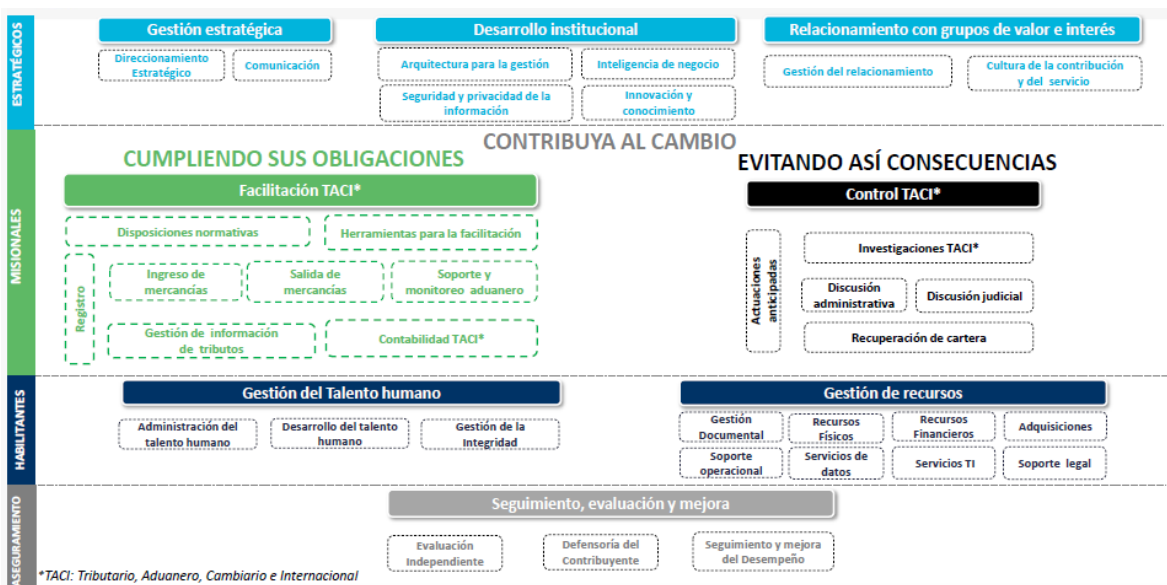 ESTRATÉGICOS
Gestión estratégica
Direccionamiento
Estratégico
Comunicación
Desarrollo institucional
Arquitectura para la gestión
Inteligencia de negocio
Seguridad y privacidad de la
información
Innovación y
conocimiento
Relacionamiento con grupos de valor e interés
Gestión del relacionamiento
Cultura de la contribución
y del servicio
MISIONALES
CONTRIBUYA AL CAMBIO
CUMPLIENDO SUS OBLIGACIONES
Facilitación TACI*
Disposiciones normativas
Herramientas para la facilitación
Registro
Ingreso de
mercancías
Salida de
mercancías
Soporte y
monitoreo aduanero
Gestión de información
de tributos
Contabilidad TACI*
EVITANDO ASÍ CONSECUENCIAS
Control TACI*
Actuaciones
anticipadas
Investigaciones TACI*
Discusión
administrativa
Discusión judicial
Recuperación de cartera
HABILITANTES
Gestión del Talento humano
Administración del
talento humano
Desarrollo del talento
humano
Gestión de la
Integridad
Gestión de recursos
Gestión
Documental
Recursos
Físicos
Recursos
Financieros
Adquisiciones
Soporte
operacional
Servicios de
datos
Servicios TI
Soporte legal
ASEGURAMIENTO
Seguimiento, evaluación y mejora
Evaluación
Independiente
Defensoría del
Contribuyente
Seguimiento y mejora
del Desempeño
*TACI: Tributario, Aduanero, Cambiario e Internacional